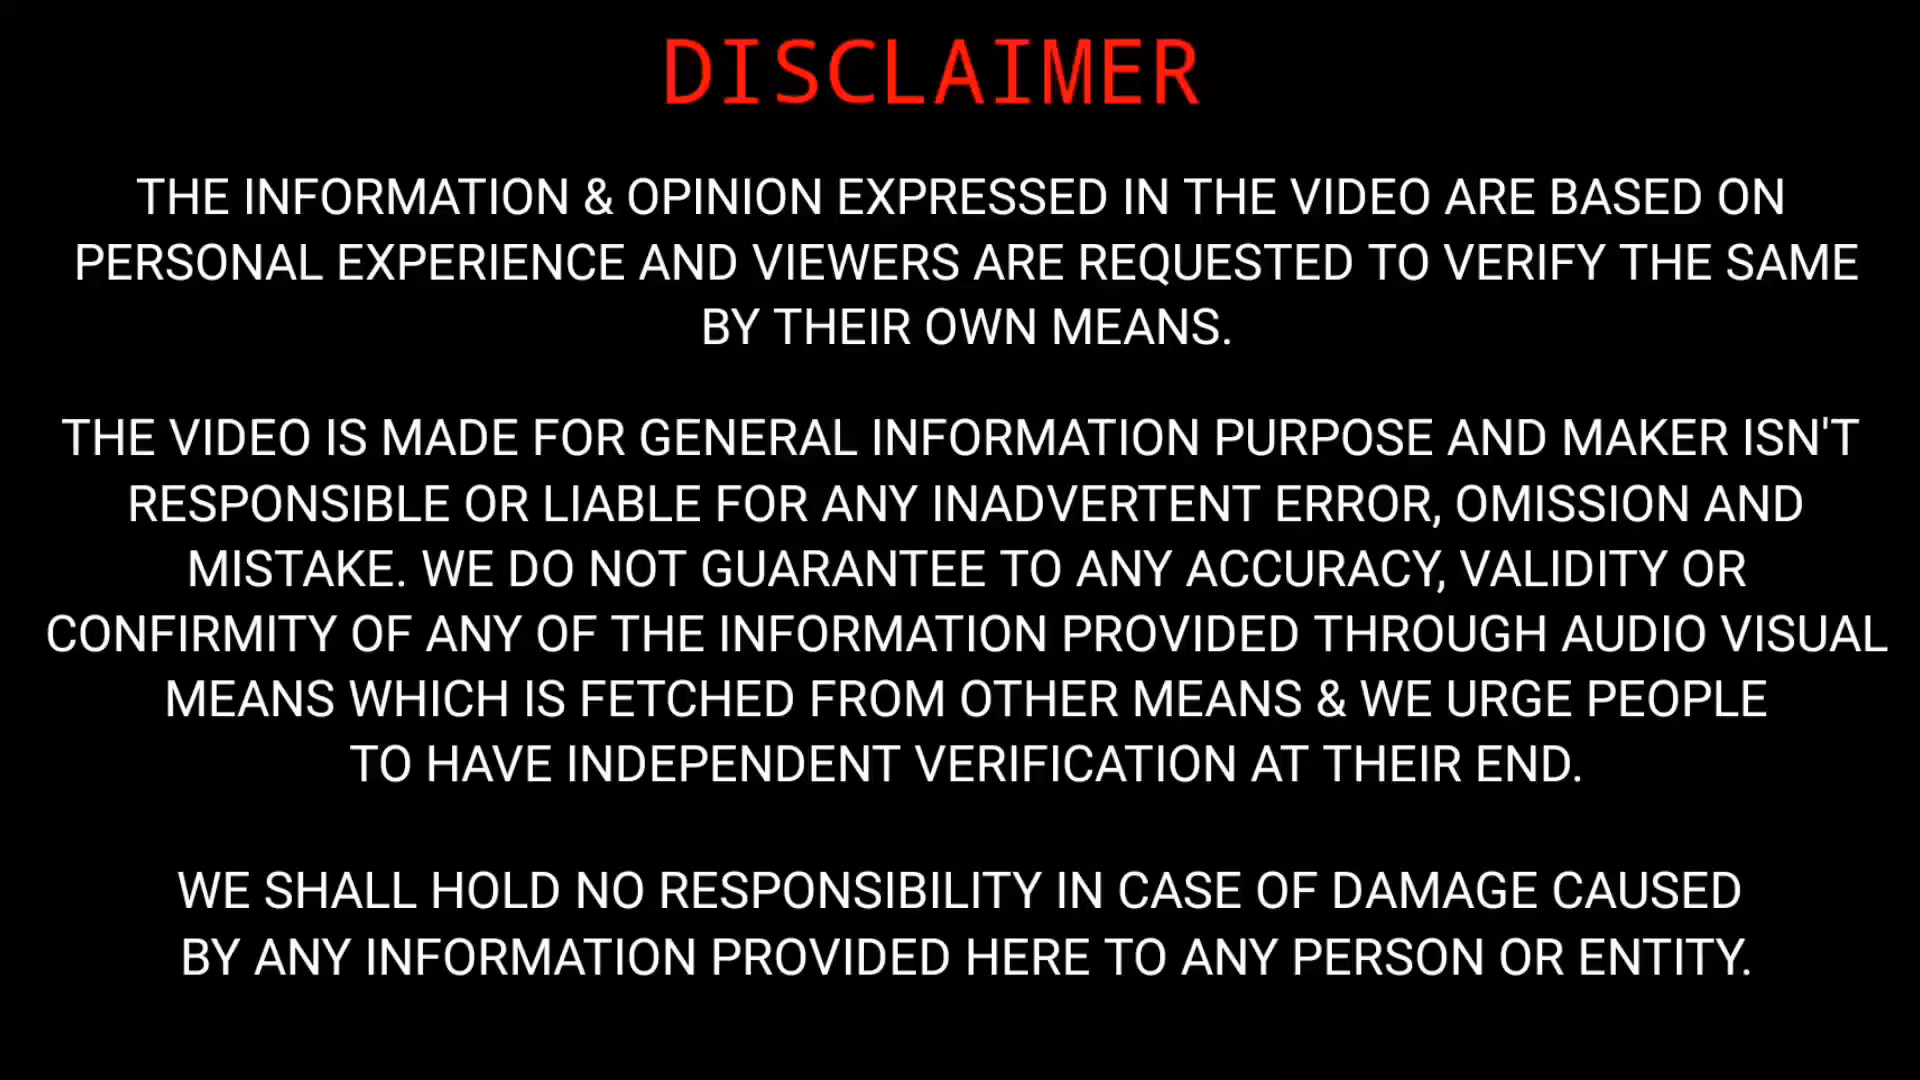 DISCLAIMER
THE INFORMATION & OPINION EXPRESSED IN THE VIDEO ARE BASED ON
PERSONAL EXPERIENCE AND VIEWERS ARE REQUESTED TO VERIFY THE SAME
BY THEIR OWN MEANS.
THE VIDEO IS MADE FOR GENERAL INFORMATION PURPOSE AND MAKER ISN'T
RESPONSIBLE OR LIABLE FOR ANY INADVERTENT ERROR, OMISSION AND
MISTAKE. WE DO NOT GUARANTEE TO ANY ACCURACY, VALIDITY OR
CONFIRMITY OF ANY OF THE INFORMATION PROVIDED THROUGH AUDIO VISUAL
MEANS WHICH IS FETCHED FROM OTHER MEANS & WE URGE PEOPLE
TO HAVE INDEPENDENT VERIFICATION AT THEIR END.
WE SHALL HOLD NO RESPONSIBILITY IN CASE OF DAMAGE CAUSED
BY ANY INFORMATION PROVIDED HERE TO ANY PERSON OR ENTITY.